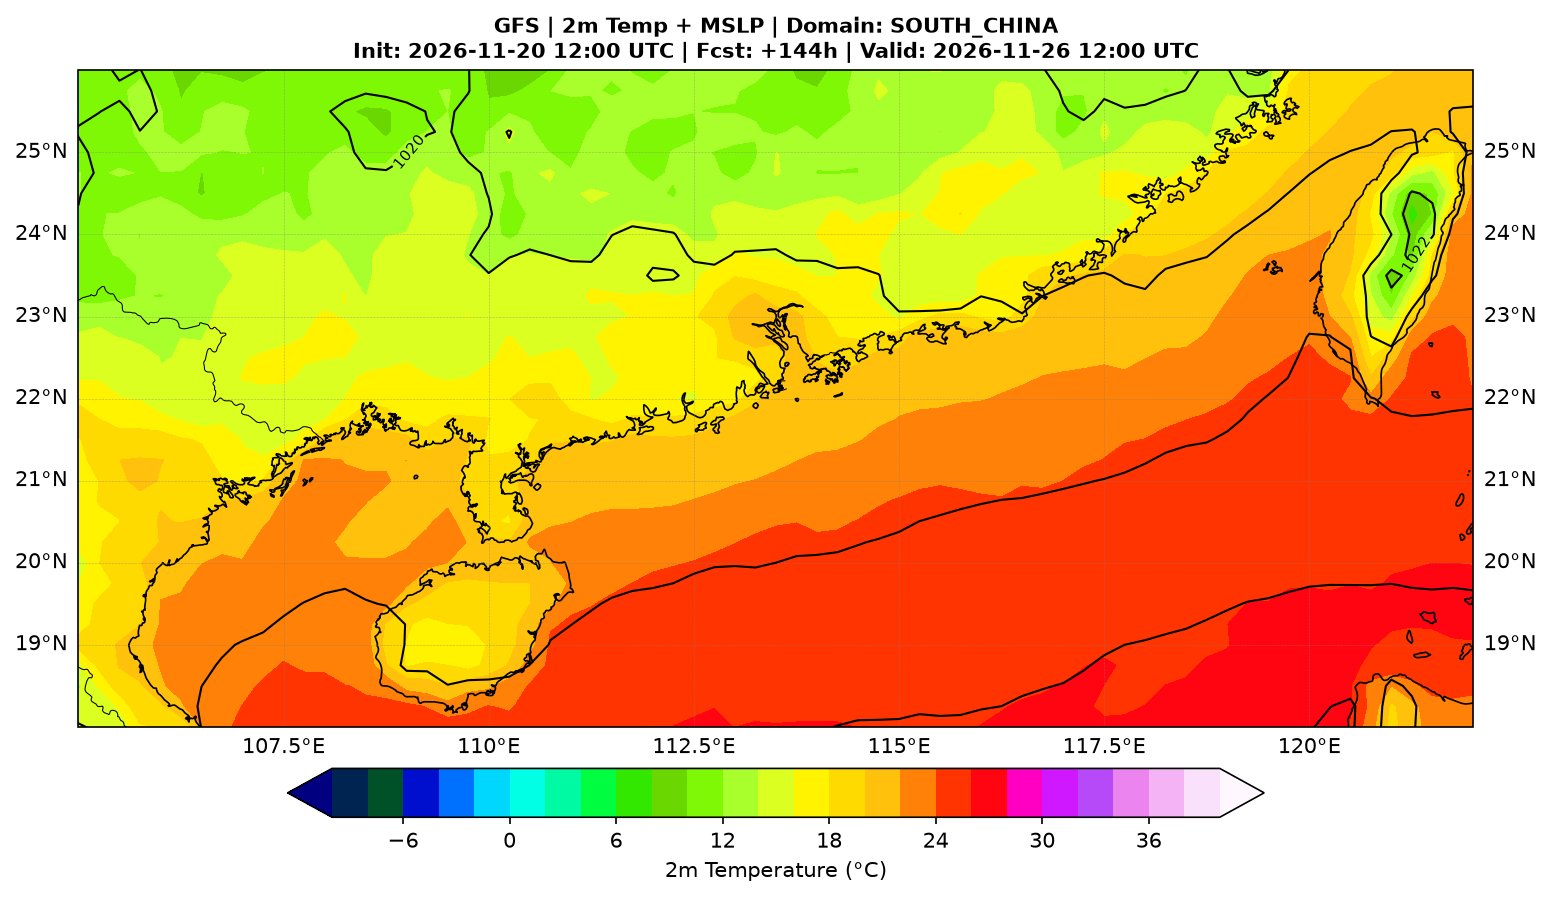 GFS | 2m Temp + MSLP | Domain: SOUTH_CHINA
Init: 2026-11-20 12:00 UTC | Fcst: +144h | Valid: 2026-11-26 12:00 UTC
1020
25°N 25°N
24°N 24°N
1022
23°N 23°N
22°N 22°N
21°N 21°N
20°N 20°N
19°N 19°N
107.5°E 110°E 112.5°E 115°E 117.5°E 120°E
−6 0 6 12 18 24 30 36
2m Temperature (°C)